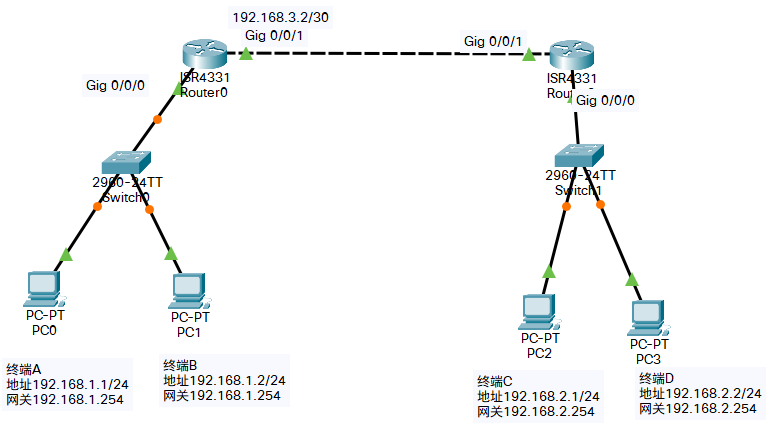 192.168.3.2/30
Gig 0/0/1
Gig 0/0/1
ISR4331
Router0
ISR4331
Gig 0/0/0
Gig 0/0/0
2960-24TT
Switch0
2960-24TT
Switch1
PC-PT
PC0
PC-PT
PC1
PC-PT
PC2
PC-PT
PC3
终端A
地址192.168.1.1/24
网关192.168.1.254
终端B
地址192.168.1.2/24
网关192.168.1.254
终端C
地址192.168.2.1/24
网关192.168.2.254
终端D
地址192.168.2.2/24
网关192.168.2.254